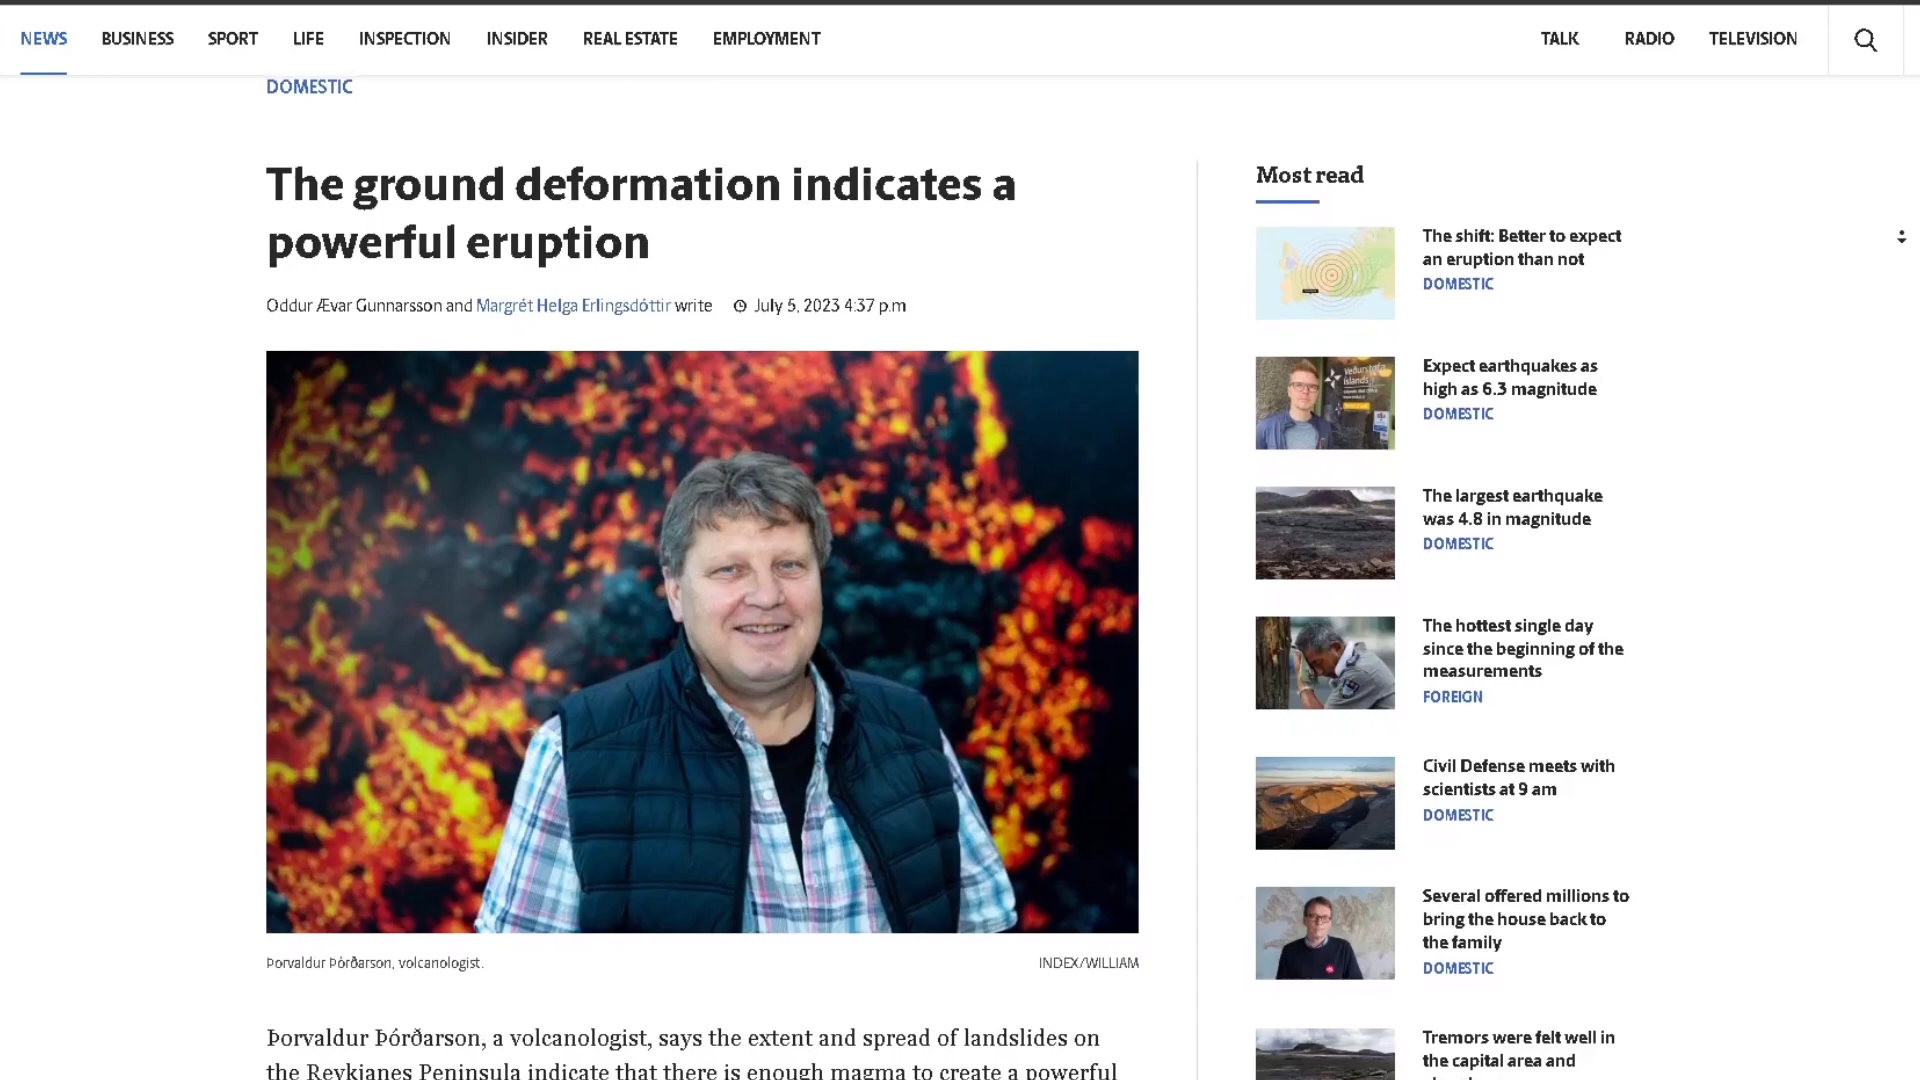 NEWS BUSINESS SPORT LIFE INSPECTION INSIDER REAL ESTATE EMPLOYMENT TALK RADIO TELEVISION
DOMESTIC
The ground deformation indicates a
powerful eruption
Oddur Ævar Gunnarsson and Margrét Helga Erlingsdóttir write July 5, 2023 4:37 p.m
Þorvaldur Þórðarson, volcanologist.
INDEX/WILLIAM
Þorvaldur Þórðarson, a volcanologist, says the extent and spread of landslides on
the Reykjanes Peninsula indicate that there is enough magma to create a powerful
Most read
The shift: Better to expect
an eruption than not
DOMESTIC
Veðurstofa
Íslands
Expect earthquakes as
high as 6.3 magnitude
DOMESTIC
The largest earthquake
was 4.8 in magnitude
DOMESTIC
The hottest single day
since the beginning of the
measurements
FOREIGN
Civil Defense meets with
scientists at 9 am
DOMESTIC
Several offered millions to
bring the house back to
the family
DOMESTIC
Tremors were felt well in
the capital area and